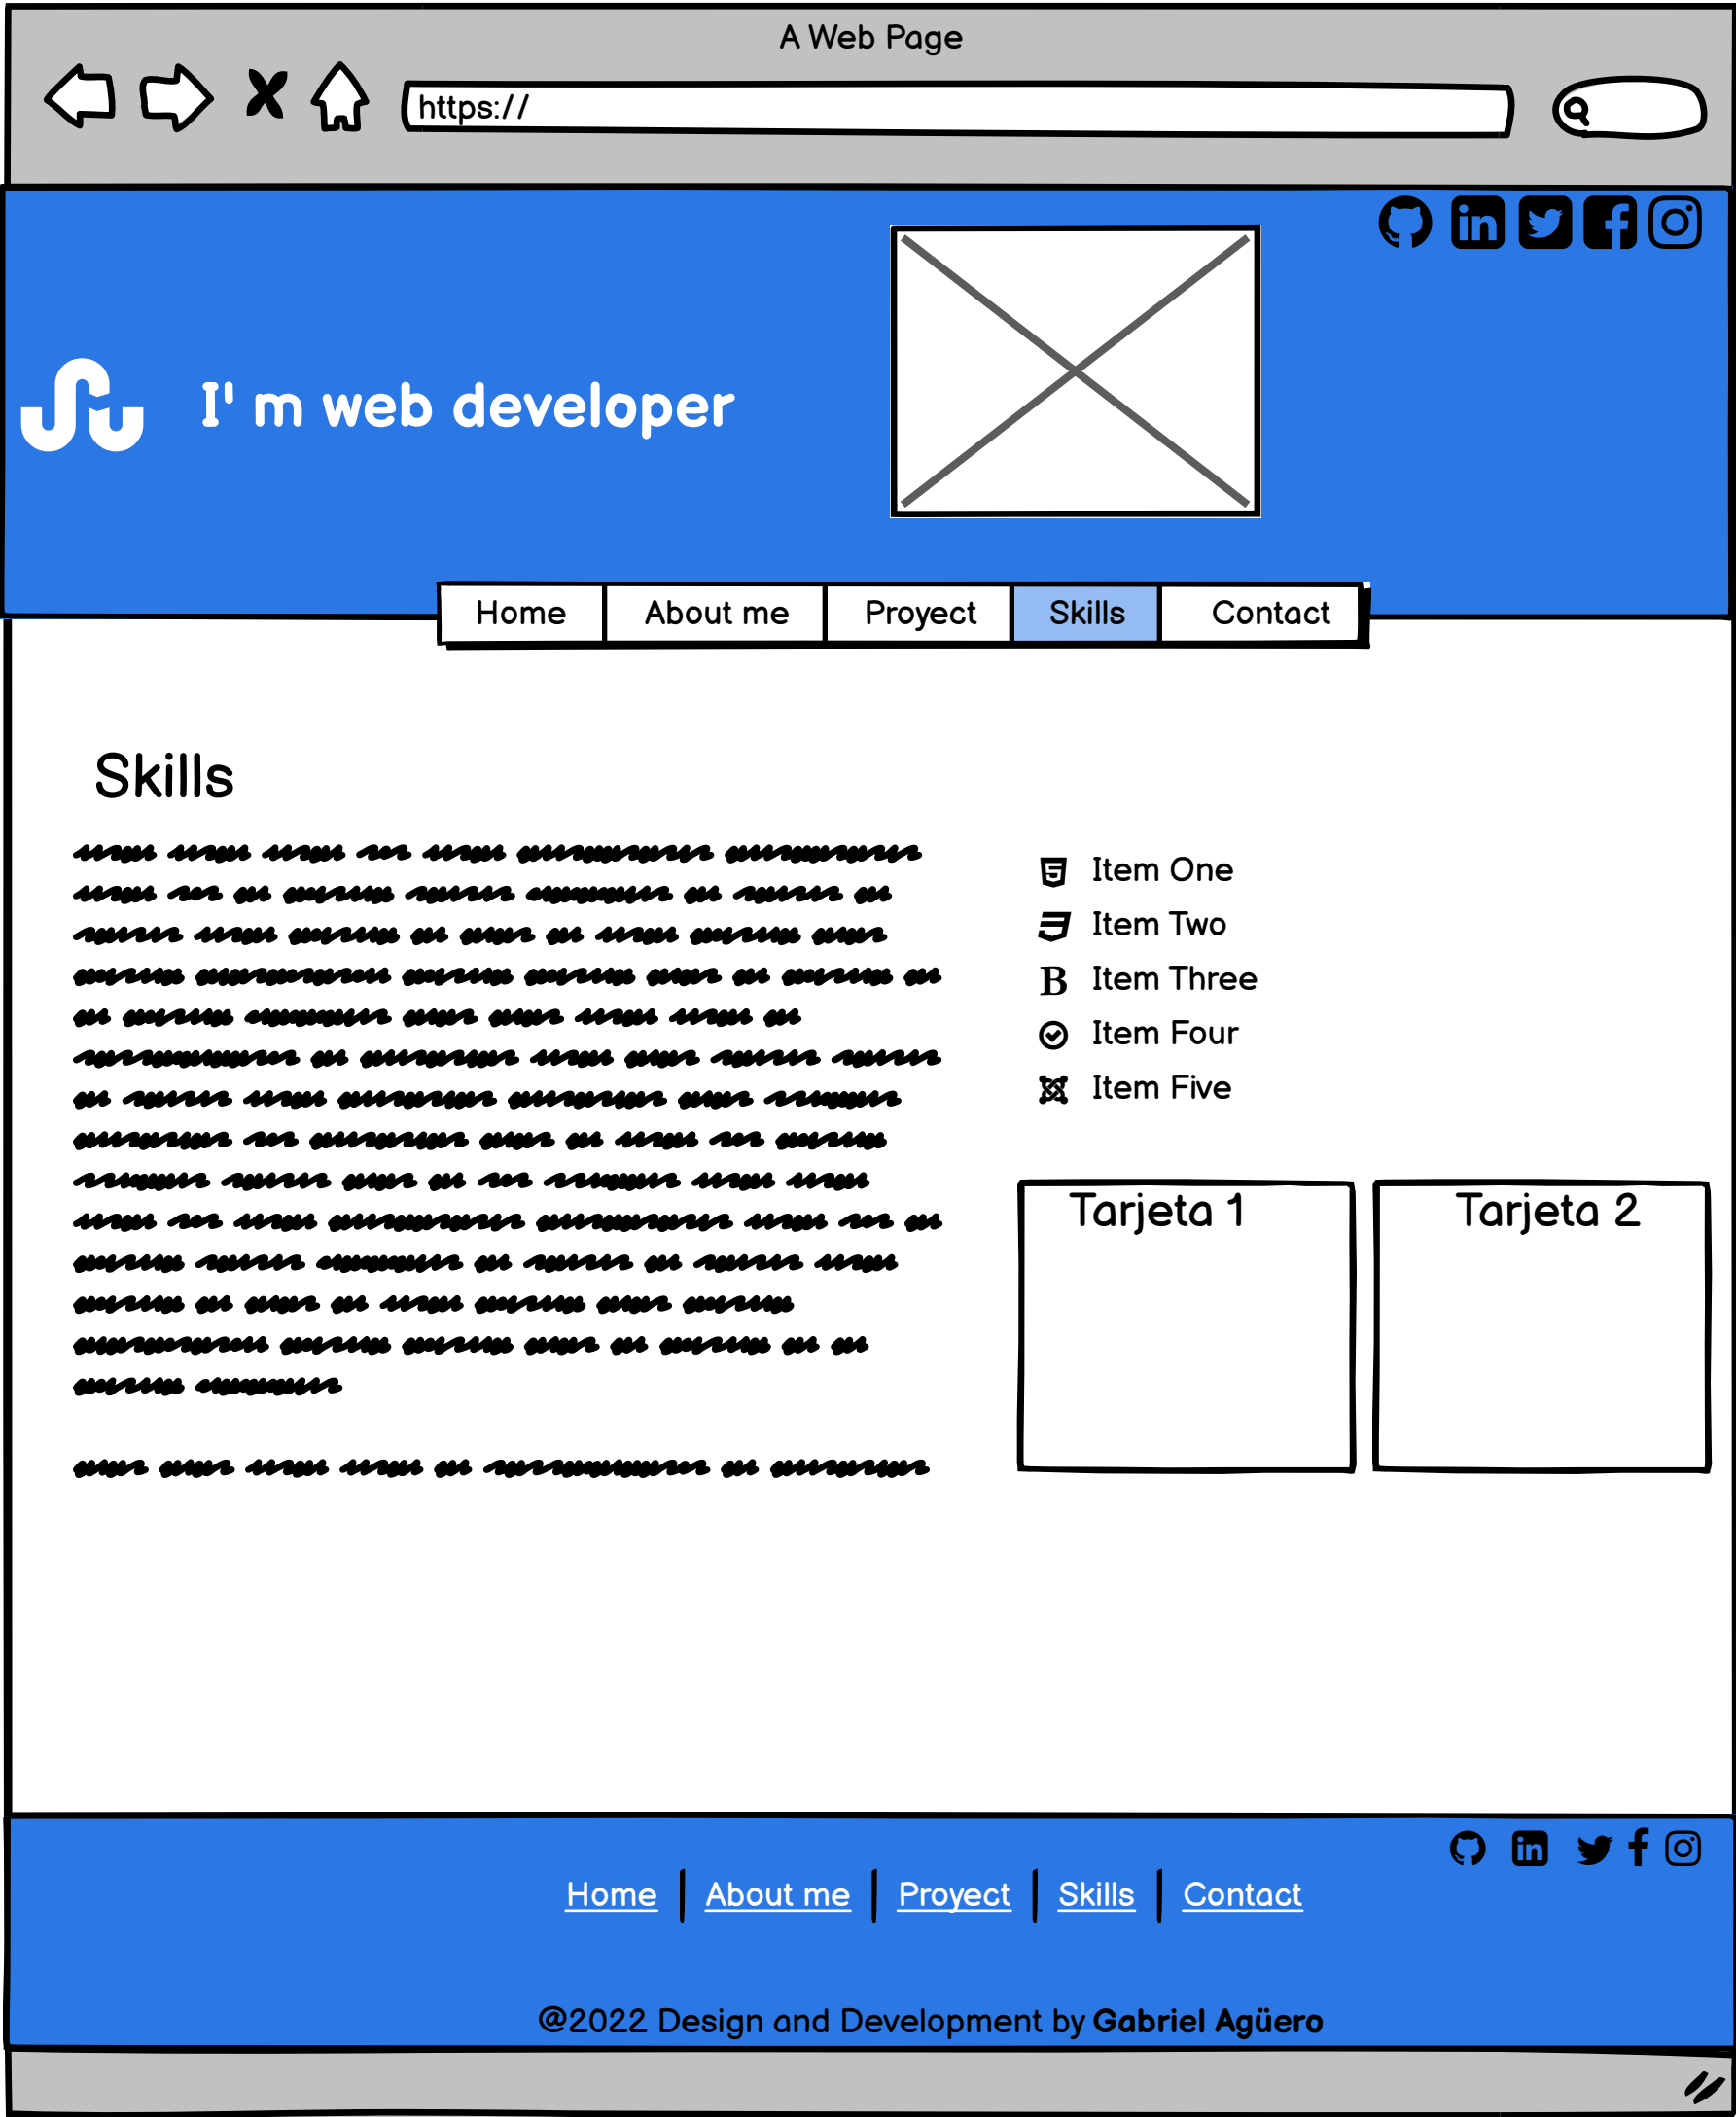 A Web Page
https://
I'm web developer
Home About me Proyect Skills Contact
Skills
Item One
Item Two
B Item Three
Item Four
Item Five
Tarjeta 1
Tarjeta 2
Home About me Proyect Skills Contact
@2022 Design and Development by Gabriel Agüero